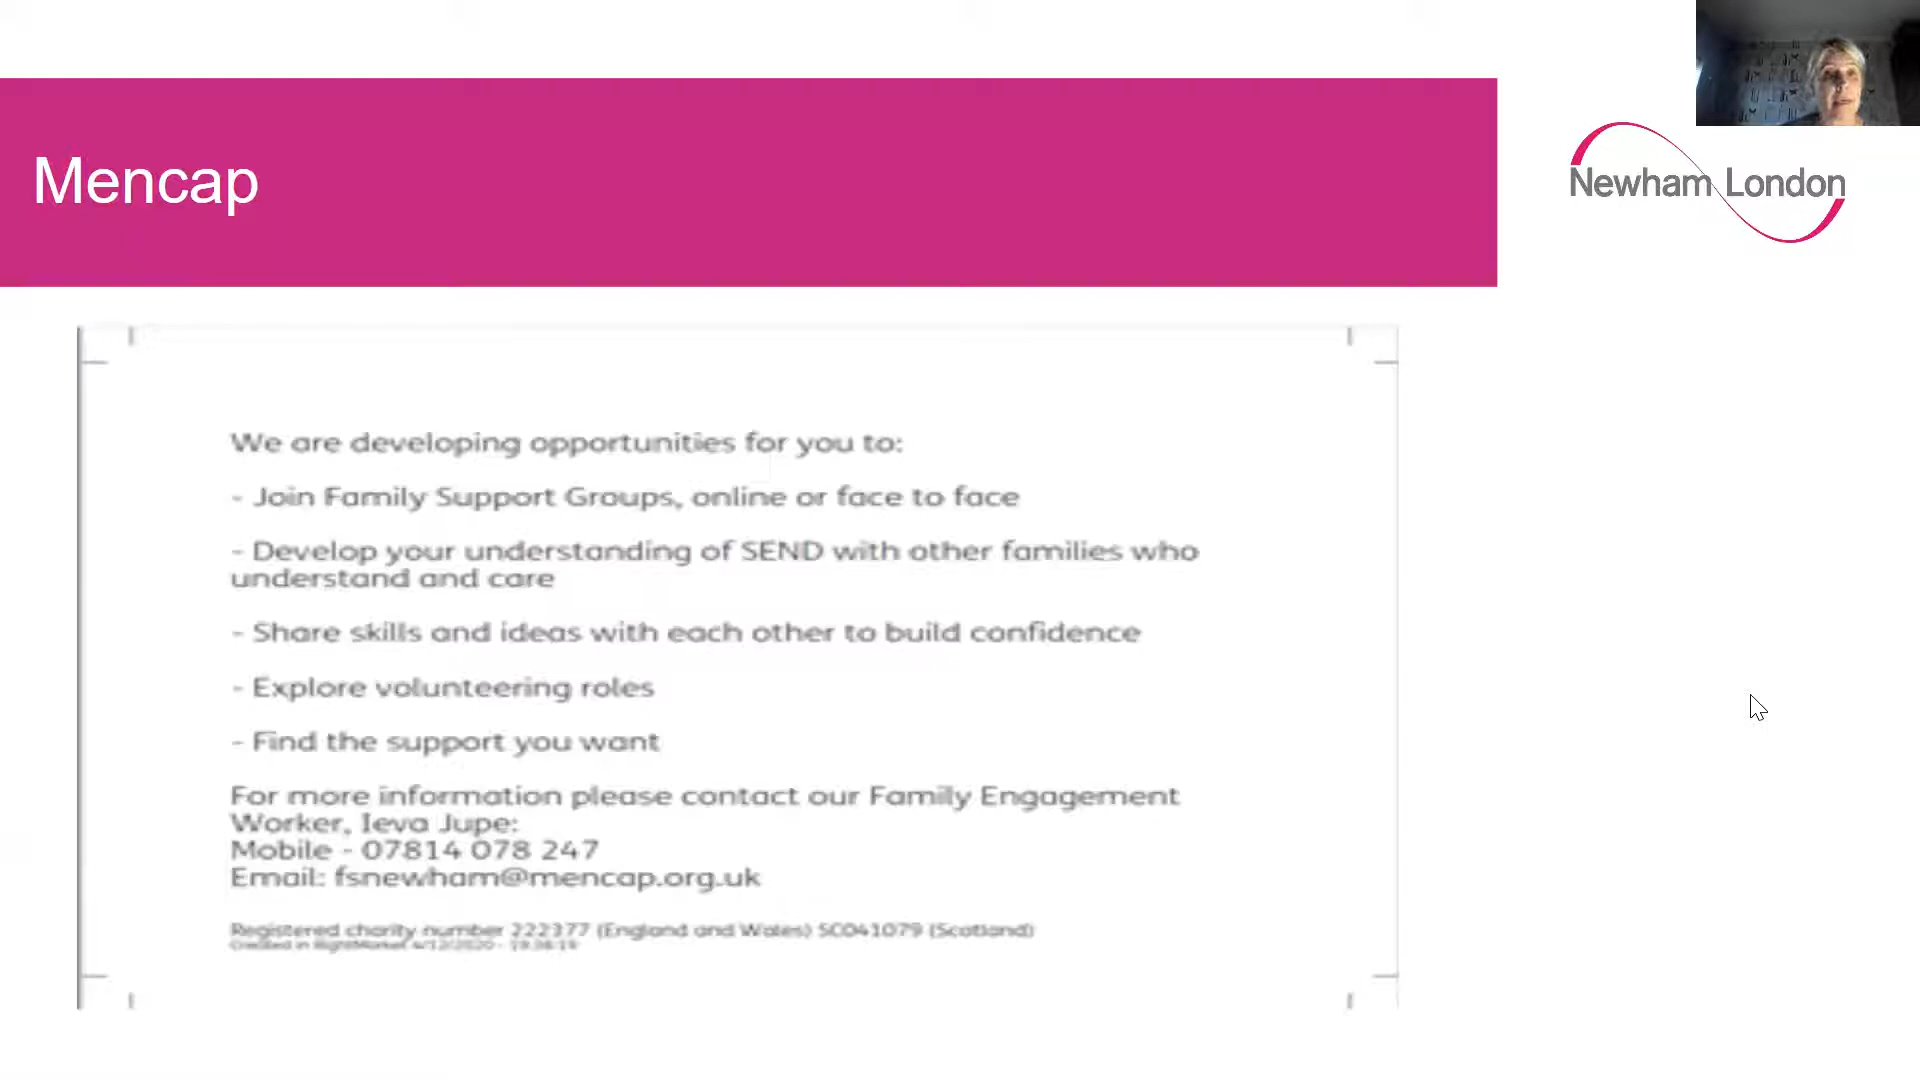 Mencap
Newham London
We are developing opportunities for you to:
- Join Family Support Groups, online or face to face
- Develop your understanding of SEND with other families who
understand and care
- Share skills and ideas with each other to build confidence
- Explore volunteering roles
- Find the support you want
For more information please contact our Family Engagement
Worker, Ieva Jupe:
Mobile - 07814 078 247
Email: fsnewham@mencap.org.uk
Registered charity number 222377 (England and Wales) SC041079 (Scotland)
Created in RightMarket